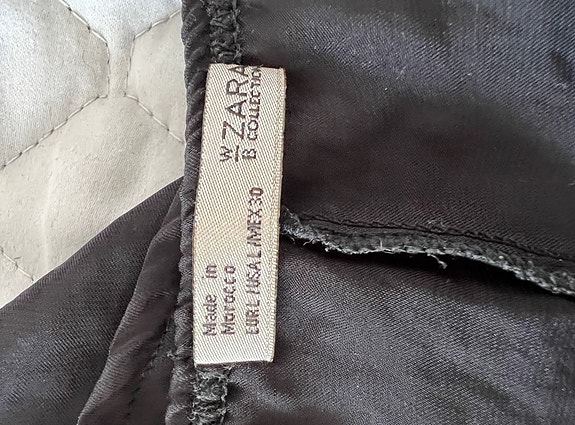 W/B ZARA
COLLECTION
Made in
Morocco
EUR L/USA L/MEX 30